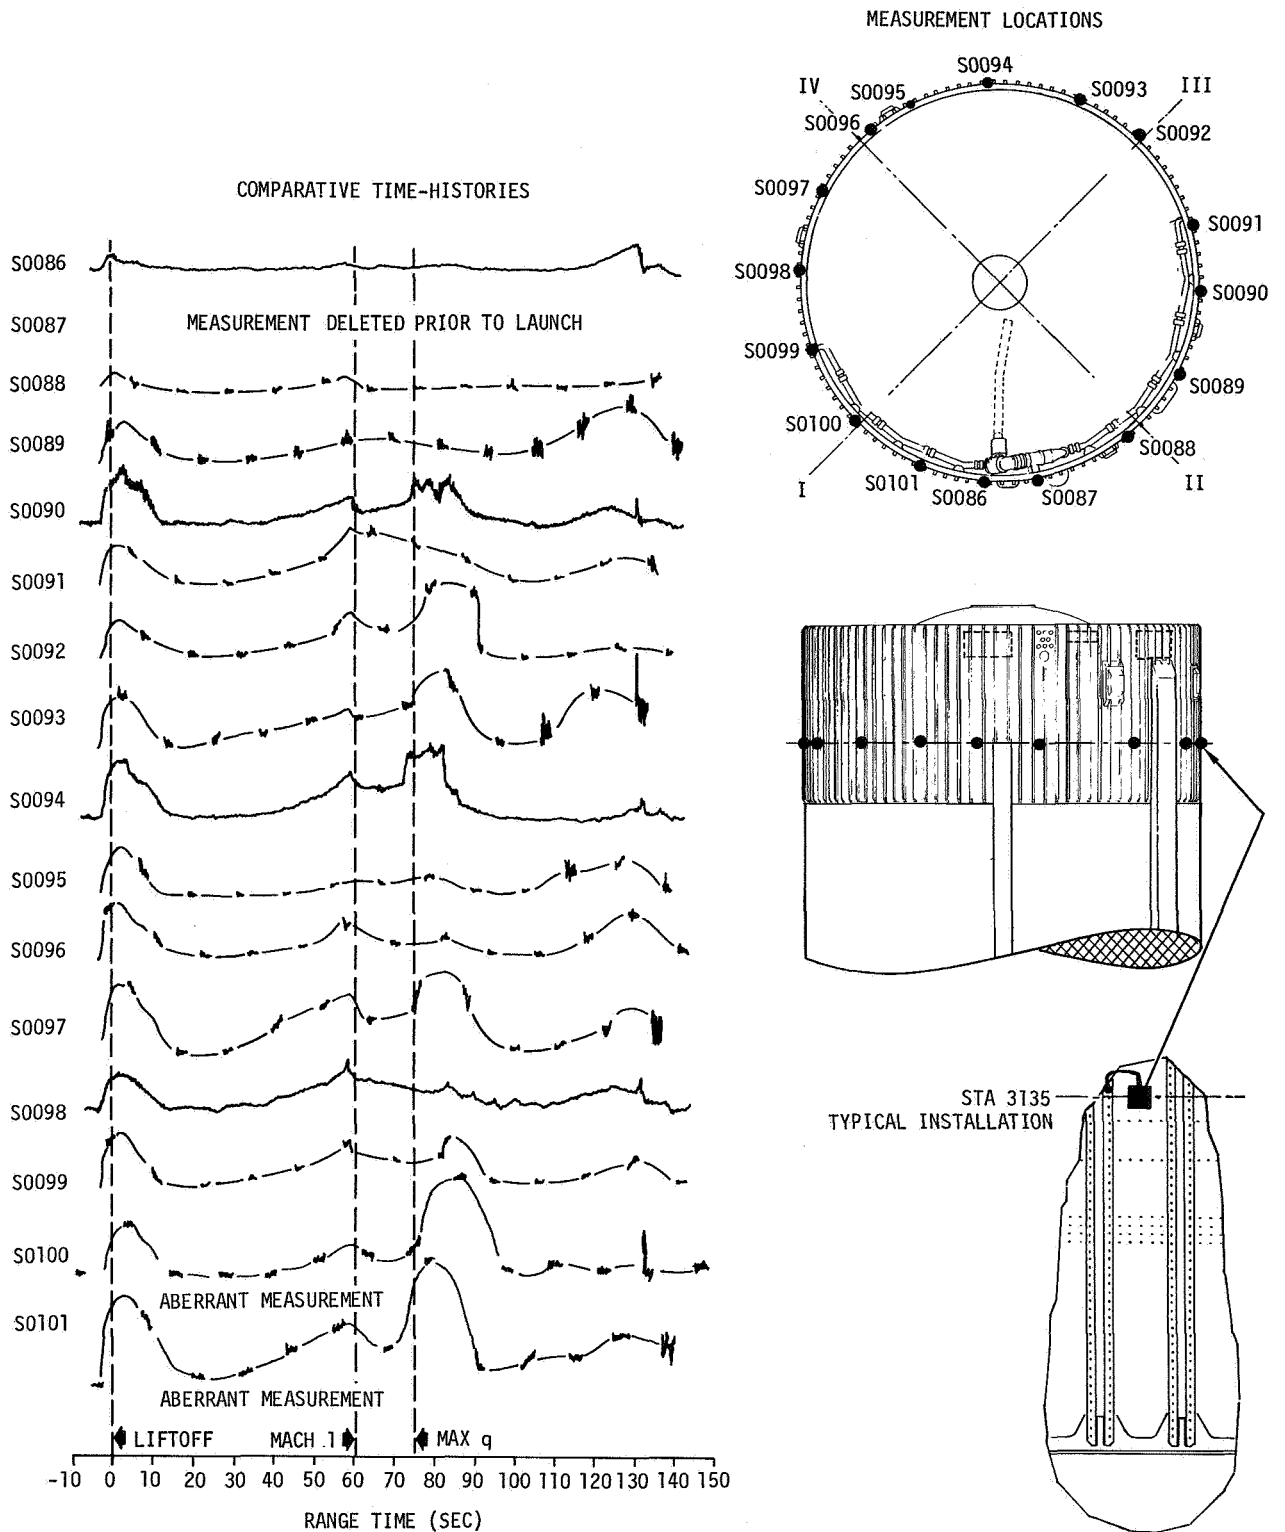 MEASUREMENT LOCATIONS
S0094
IV
S0095
S0093
III
S0096
S0092
S0097
S0091
S0098
S0090
S0099
S0089
S0100
S0088
S0101
S0086
S0087
I
II
COMPARATIVE TIME-HISTORIES
S0086
S0087
MEASUREMENT DELETED PRIOR TO LAUNCH
S0088
S0089
S0090
S0091
S0092
S0093
S0094
S0095
S0096
S0097
S0098
S0099
S0100
ABERRANT MEASUREMENT
S0101
ABERRANT MEASUREMENT
LIFTOFF MACH 1 MAX q
-10 0 10 20 30 40 50 60 70 80 90 100 110 120 130 140 150
RANGE TIME (SEC)
STA 3135
TYPICAL INSTALLATION